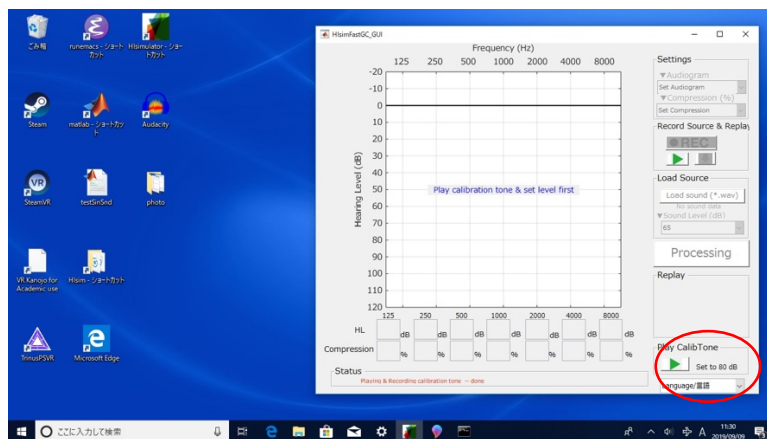 ごみ箱
runemacs - ショート
カット
HIsimulator - ショー
トカット
Steam
matlab - ショートカッ
ト
Audacity
SteamVR
testSinSnd
photo
VR Kanojo for
Academic use
HIsim - ショートカット
TrinusPSVR
Microsoft Edge
HIsimFastGC_GUI
Frequency (Hz)
125 250 500 1000 2000 4000 8000
Hearing Level (dB)
-20
-10
0
10
20
30
40
50
60
70
80
90
100
110
120
Play calibration tone & set level first
125 250 500 1000 2000 4000 8000
HL dB dB dB dB dB dB dB
Compression % % % % % % %
Status
Playing & Recording calibration tone -- done
Settings
▼Audiogram
Set Audiogram
▼Compression (%)
Set Compression
Record Source & Replay
REC
Load Source
Load sound (*.wav)
No sound data
▼Sound Level (dB)
65
Processing
Replay
Play CalibTone
Set to 80 dB
Language/言語
ここに入力して検索
A
11:30
2019/09/09